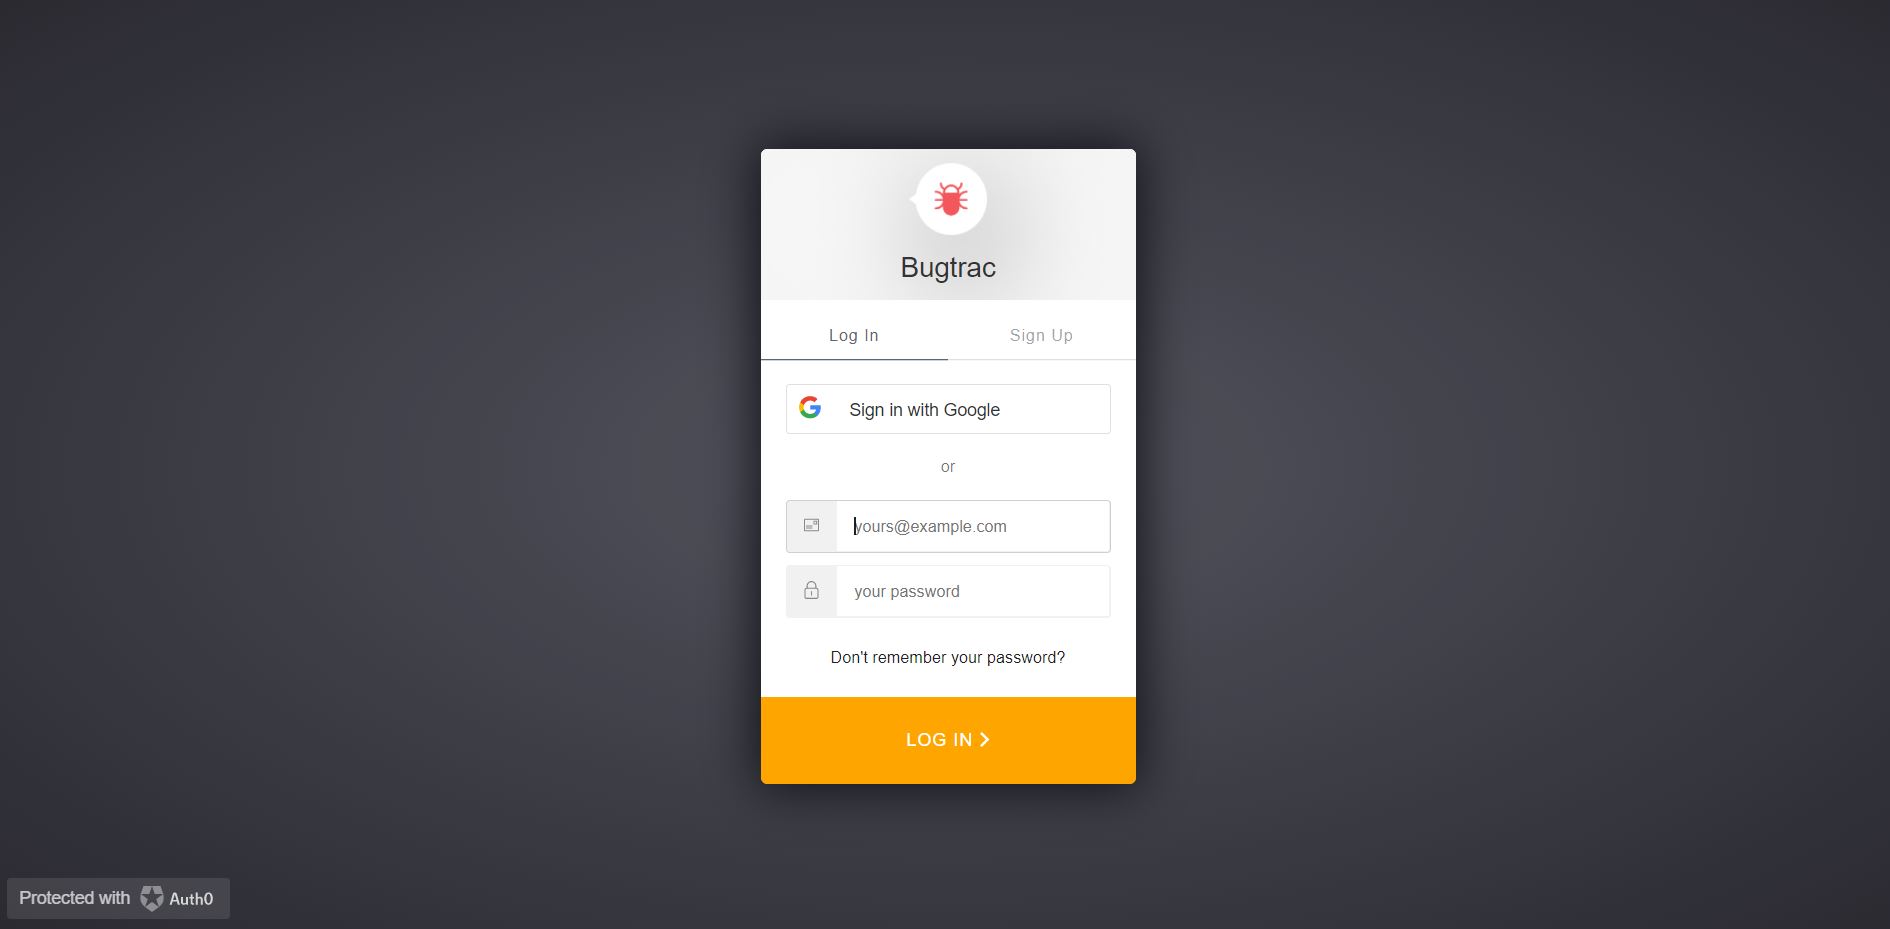 Bugtrac
Log In
Sign Up
Sign in with Google
or
yours@example.com
your password
Don't remember your password?
LOG IN
Protected with Auth0